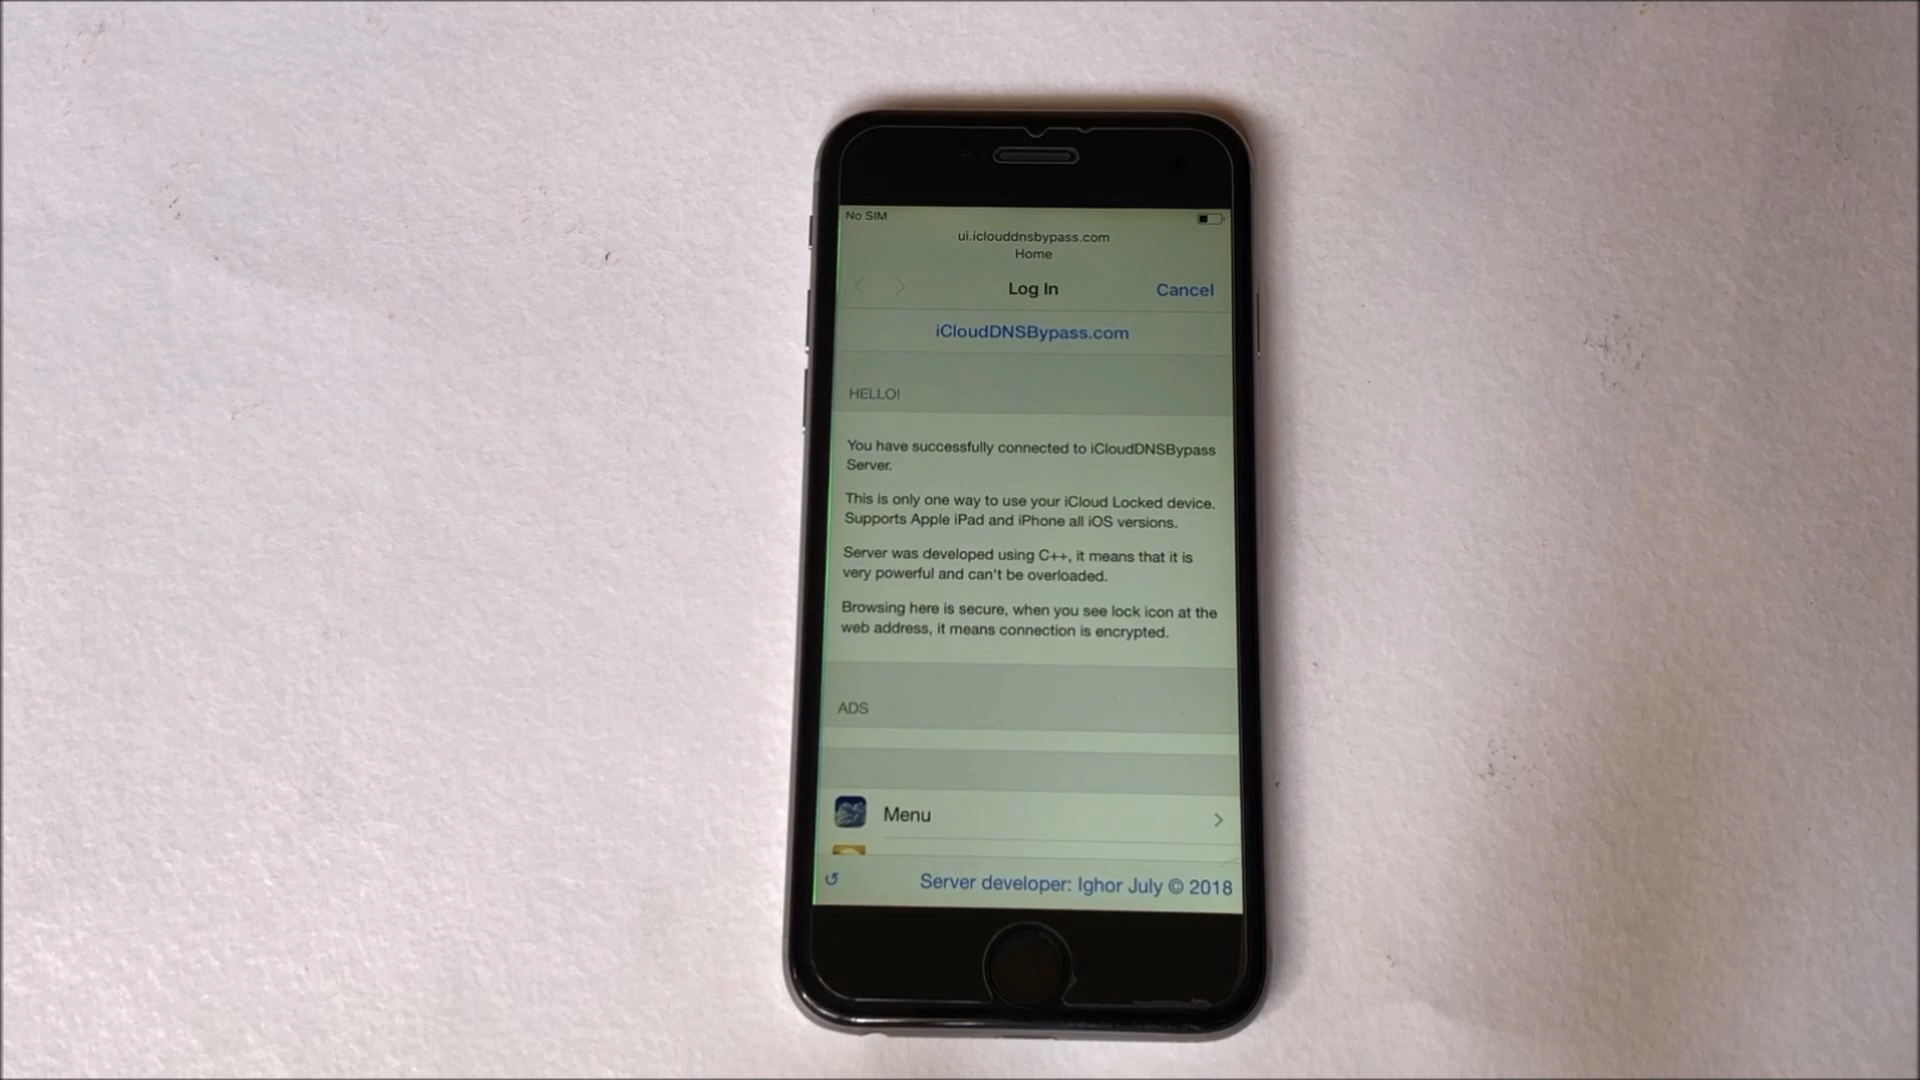 No SIM
ui.iclouddnsbypass.com
Home
Log In
Cancel
iCloudDNSBypass.com
HELLO!
You have successfully connected to iCloudDNSBypass
Server.
This is only one way to use your iCloud Locked device.
Supports Apple iPad and iPhone all iOS versions.
Server was developed using C++, it means that it is
very powerful and can't be overloaded.
Browsing here is secure, when you see lock icon at the
web address, it means connection is encrypted.
ADS
Menu
Server developer: Ighor July © 2018